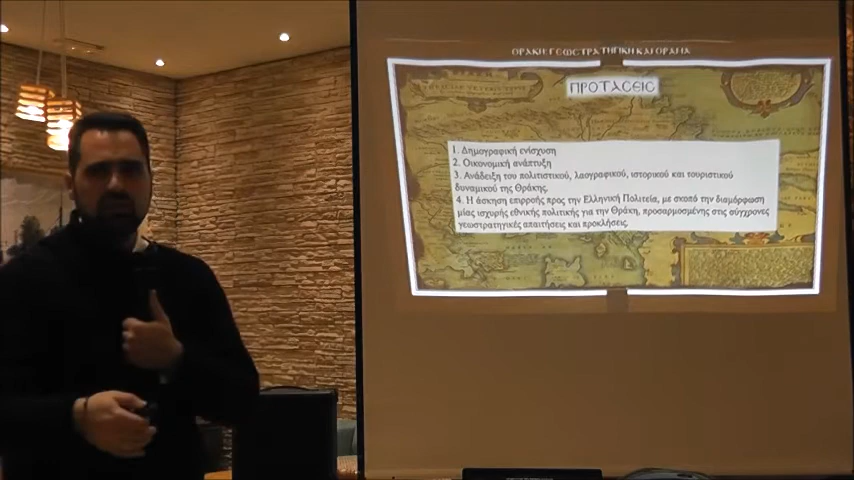 ΘΡΑΚΗ ΓΕΩΣΤΡΑΤΗΓΙΚΗ ΚΑΙ ΟΡΑΜΑ
ΠΡΟΤΑΣΕΙΣ
1. Δημογραφική ενίσχυση
2. Οικονομική ανάπτυξη
3. Ανάδειξη του πολιτιστικού, λαογραφικού, ιστορικού και τουριστικού
δυναμικού της Θράκης.
4. Η άσκηση επιρροής προς την Ελληνική Πολιτεία, με σκοπό την διαμόρφωση
μίας ισχυρής εθνικής πολιτικής για την Θράκη, προσαρμοσμένης στις σύγχρονες
γεωστρατηγικές απαιτήσεις και προκλήσεις.